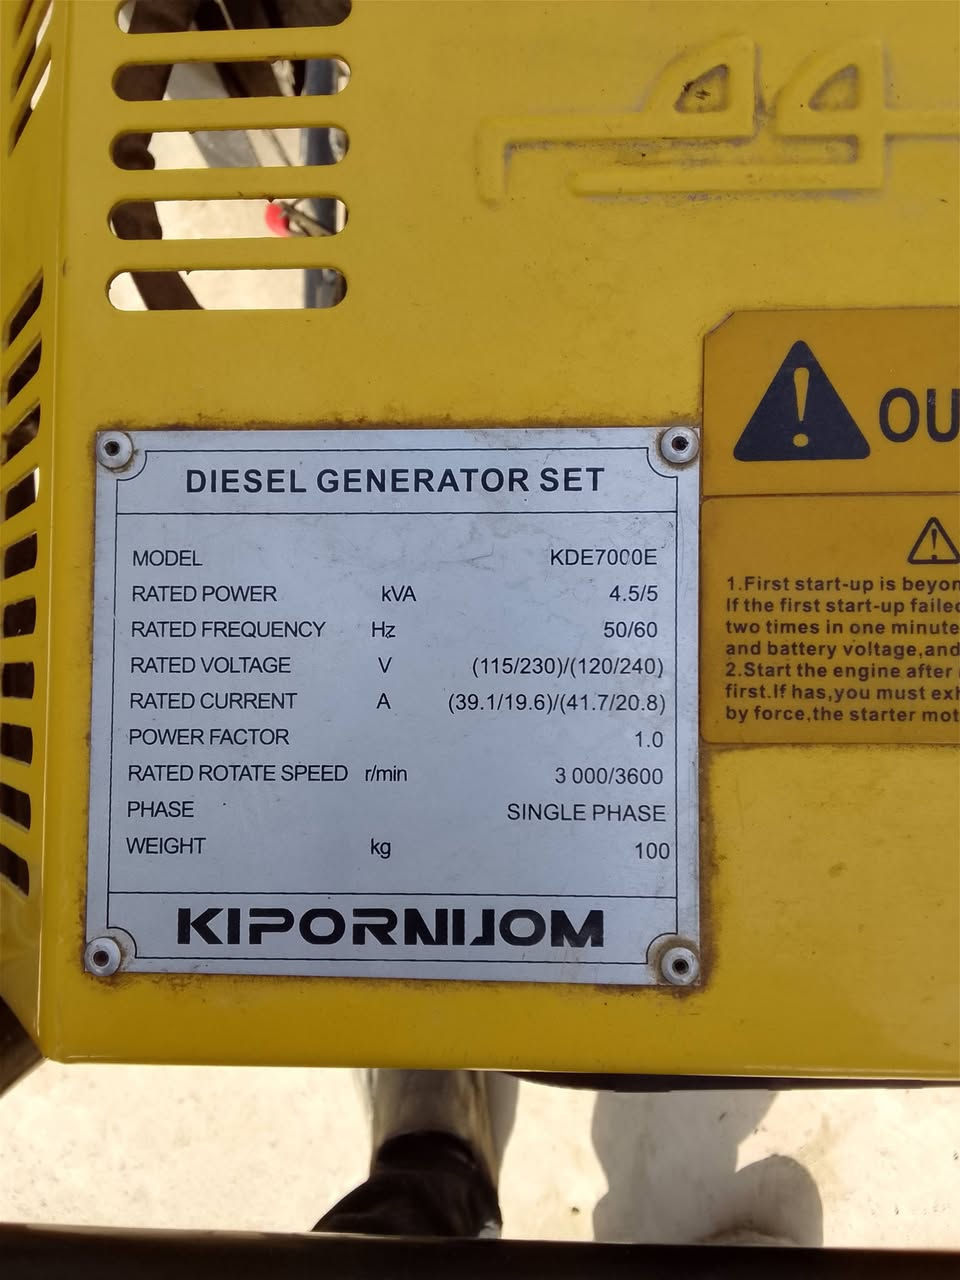 DIESEL GENERATOR SET
MODEL KDE7000E
RATED POWER kVA 4.5/5
RATED FREQUENCY Hz 50/60
RATED VOLTAGE V (115/230)/(120/240)
RATED CURRENT A (39.1/19.6)/(41.7/20.8)
POWER FACTOR 1.0
RATED ROTATE SPEED r/min 3 000/3600
PHASE SINGLE PHASE
WEIGHT kg 100
KIPORNIJOM
OU
1.First start-up is beyon
If the first start-up failed
two times in one minute
and battery voltage,and
2.Start the engine after
first.If has,you must exh
by force,the starter mot